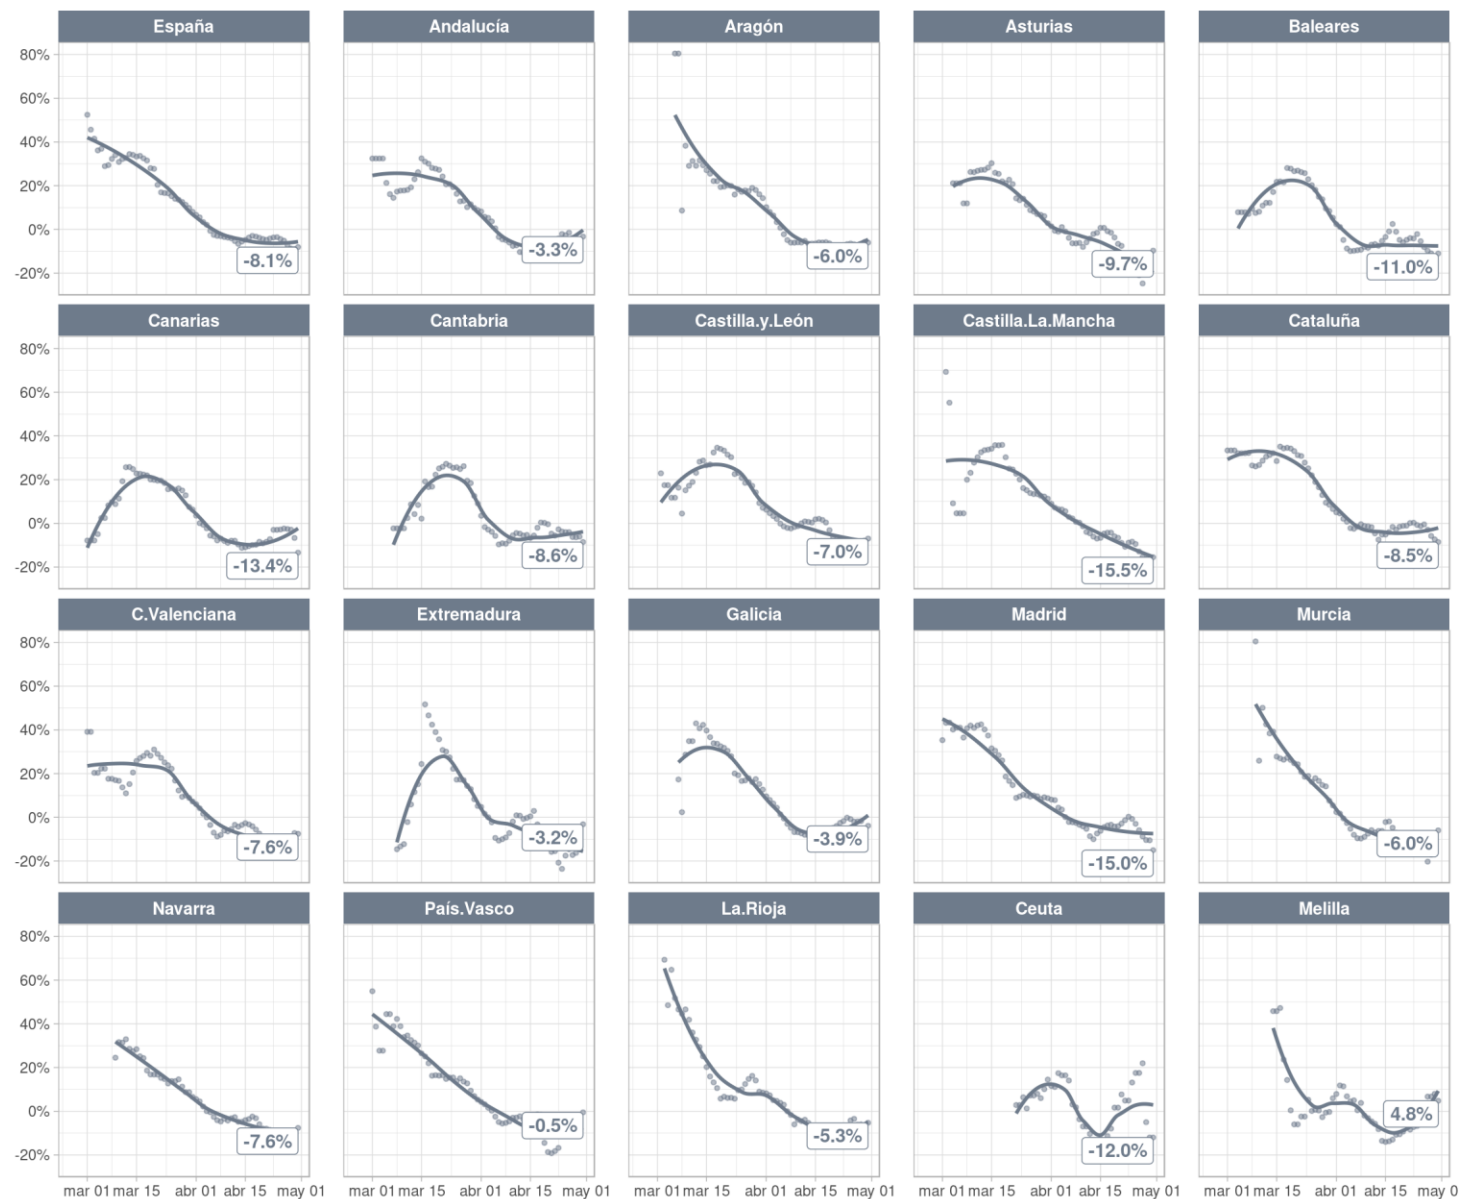 España Andalucía Aragón Asturias Baleares
80%
60%
40%
20%
0%
-20%
-8.1% -3.3% -6.0% -9.7% -11.0%
Canarias Cantabria Castilla.y.León Castilla.La.Mancha Cataluña
80%
60%
40%
20%
0%
-20%
-13.4% -8.6% -7.0% -15.5% -8.5%
C.Valenciana Extremadura Galicia Madrid Murcia
80%
60%
40%
20%
0%
-20%
-7.6% -3.2% -3.9% -15.0% -6.0%
Navarra País.Vasco La.Rioja Ceuta Melilla
80%
60%
40%
20%
0%
-20%
-7.6% -0.5% -5.3% -12.0% 4.8%
mar 01 mar 15 abr 01 abr 15 may 01 mar 01 mar 15 abr 01 abr 15 may 01 mar 01 mar 15 abr 01 abr 15 may 01 mar 01 mar 15 abr 01 abr 15 may 01 mar 01 mar 15 abr 01 abr 15 may 0